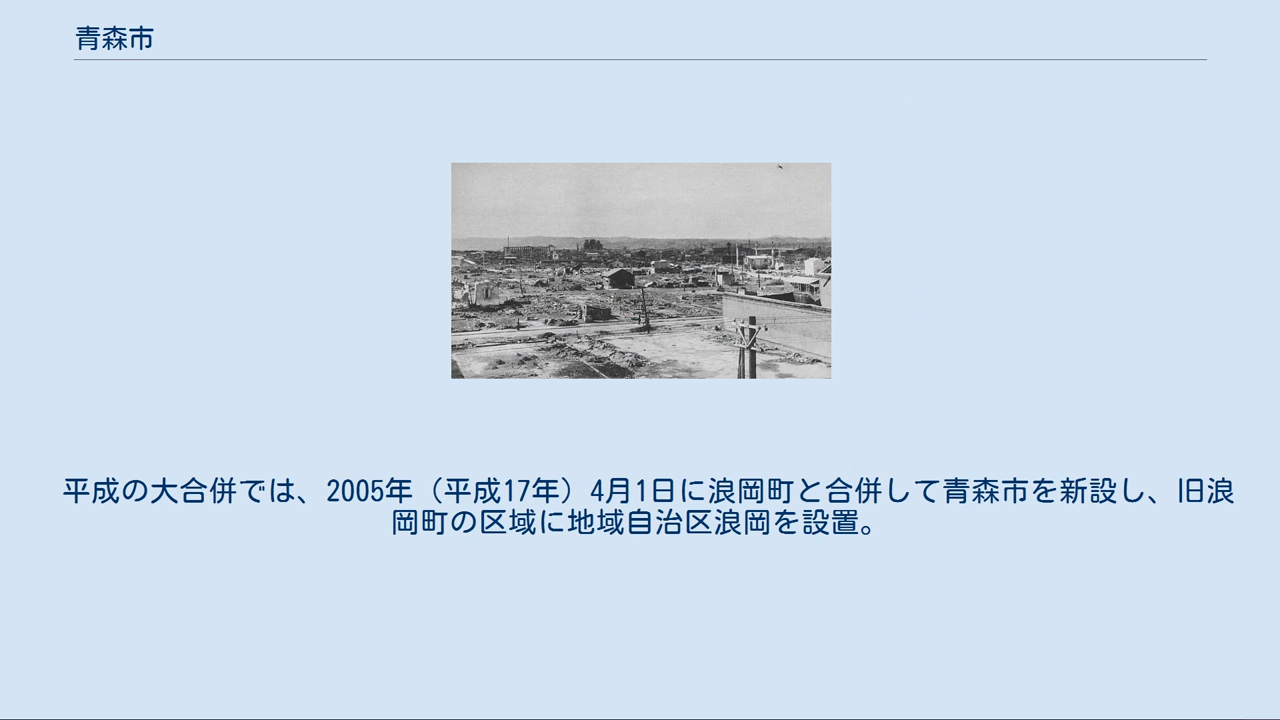 青森市
平成の大合併では、2005年（平成17年）4月1日に浪岡町と合併して青森市を新設し、旧浪
岡町の区域に地域自治区浪岡を設置。